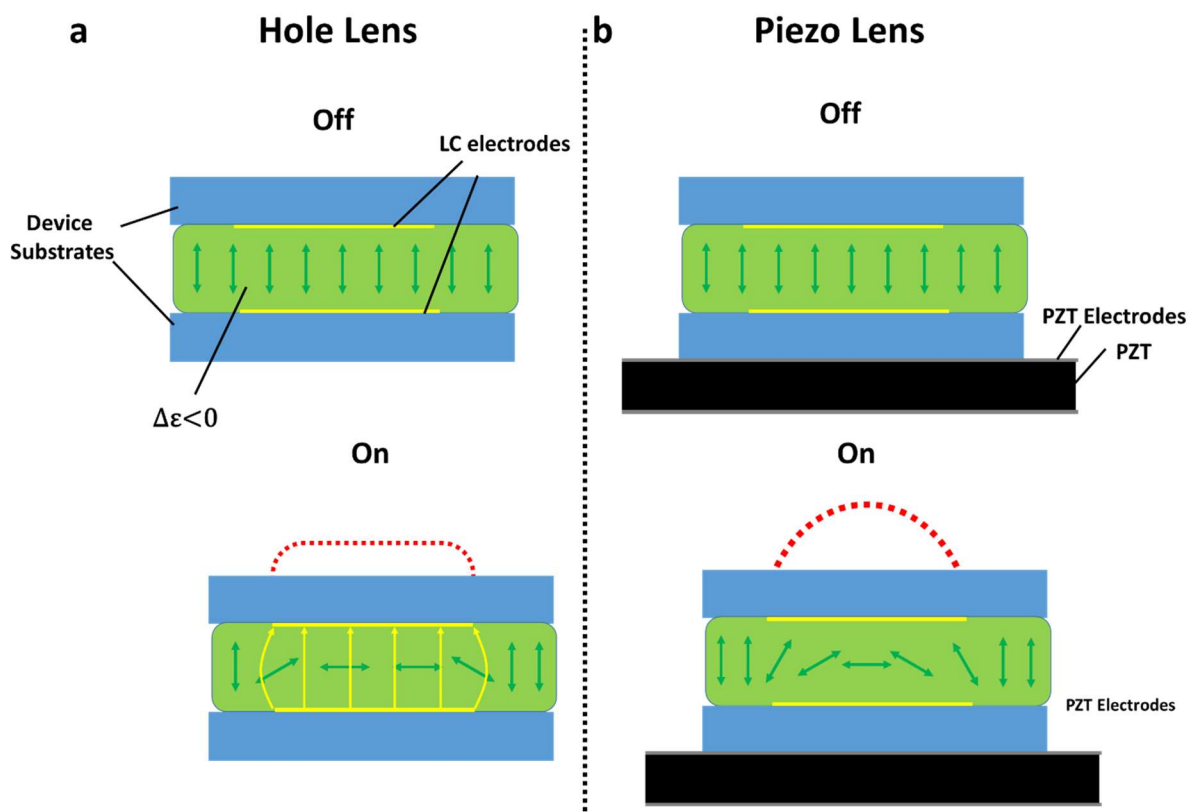 a
Hole Lens
Off
LC electrodes
Device
Substrates
Δε<0
On
b
Piezo Lens
Off
PZT Electrodes
PZT
On
PZT Electrodes